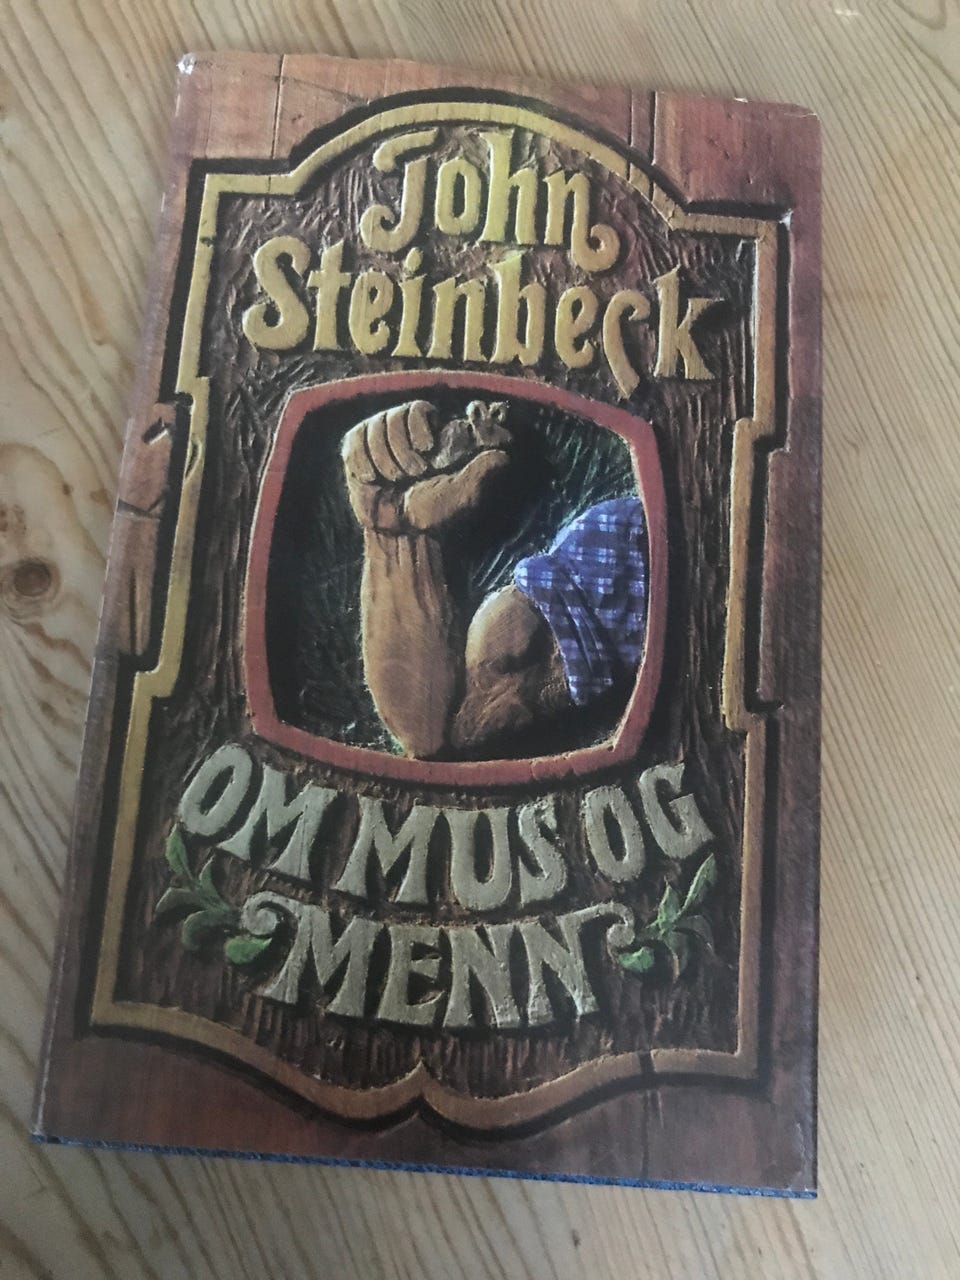 John
Steinbeck
OM MUS OG
MENN